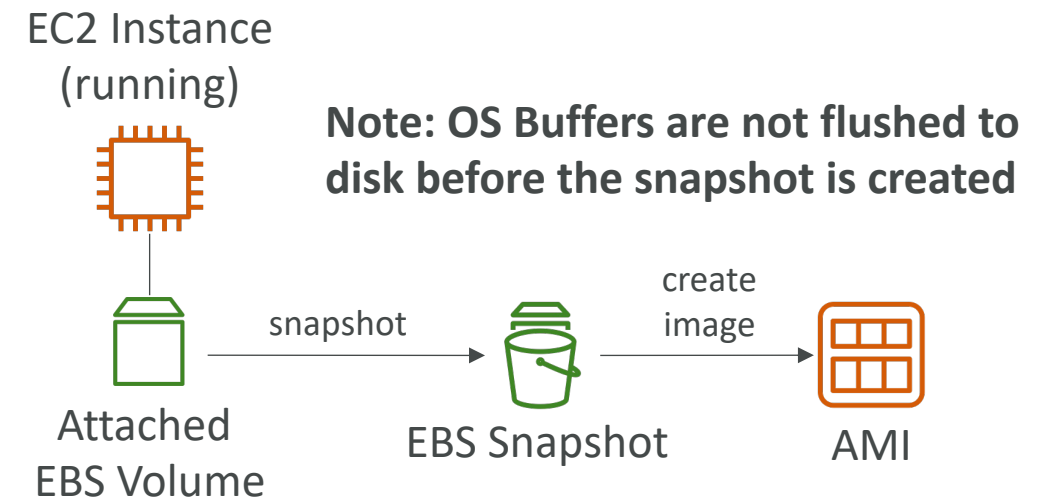 EC2 Instance
(running)
Note: OS Buffers are not flushed to
disk before the snapshot is created
snapshot
create
image
Attached
EBS Volume
EBS Snapshot
AMI